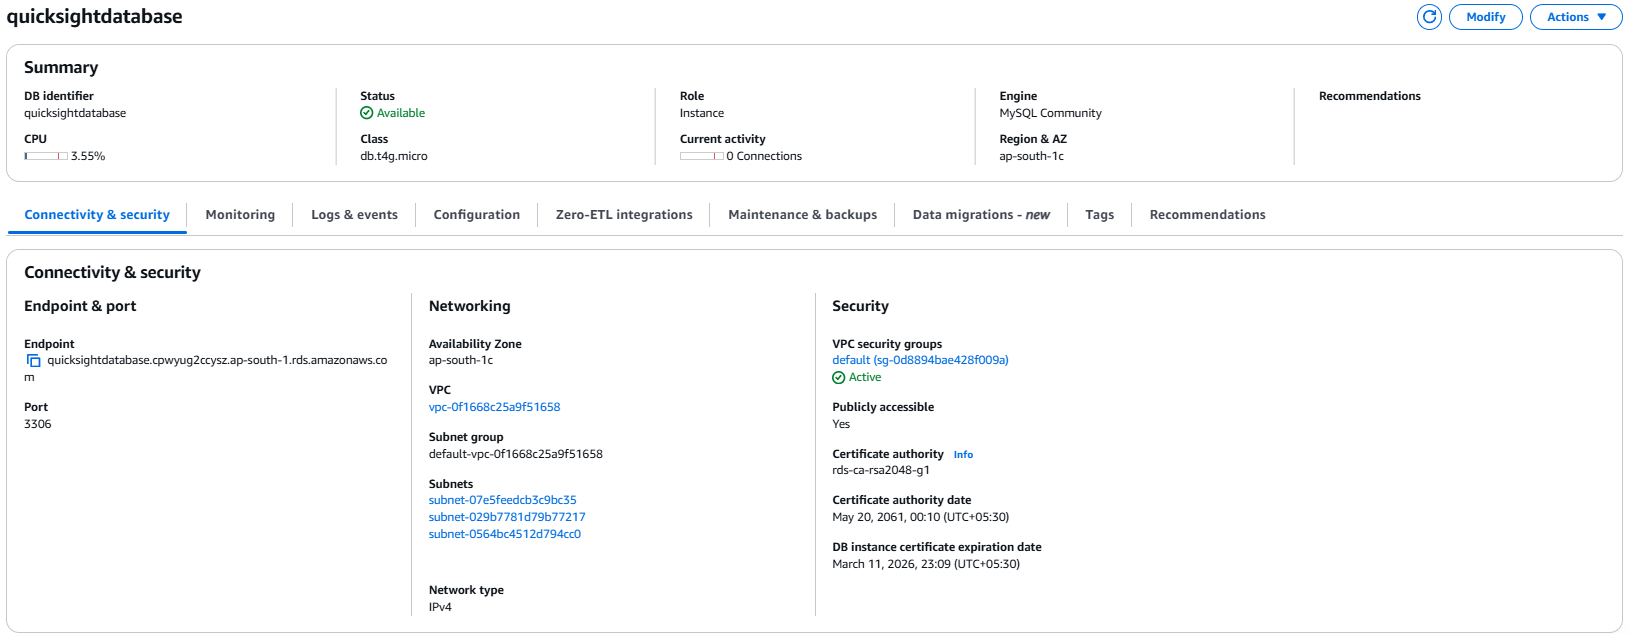 quicksightdatabase
Modify
Actions
Summary
DB identifier
quicksightdatabase
CPU
3.55%
Status
Available
Class
db.t4g.micro
Role
Instance
Current activity
0 Connections
Engine
MySQL Community
Region & AZ
ap-south-1c
Recommendations
Connectivity & security
Monitoring
Logs & events
Configuration
Zero-ETL integrations
Maintenance & backups
Data migrations - new
Tags
Recommendations
Connectivity & security
Endpoint & port
Endpoint
quicksightdatabase.cpwyug2ccysz.ap-south-1.rds.amazonaws.co
m
Port
3306
Networking
Availability Zone
ap-south-1c
VPC
vpc-0f1668c25a9f51658
Subnet group
default-vpc-0f1668c25a9f51658
Subnets
subnet-07e5feedcb3c9bc35
subnet-029b7781d79b77217
subnet-0564bc4512d794cc0
Network type
IPv4
Security
VPC security groups
default (sg-0d8894bae428f009a)
Active
Publicly accessible
Yes
Certificate authority Info
rds-ca-rsa2048-g1
Certificate authority date
May 20, 2061, 00:10 (UTC+05:30)
DB instance certificate expiration date
March 11, 2026, 23:09 (UTC+05:30)